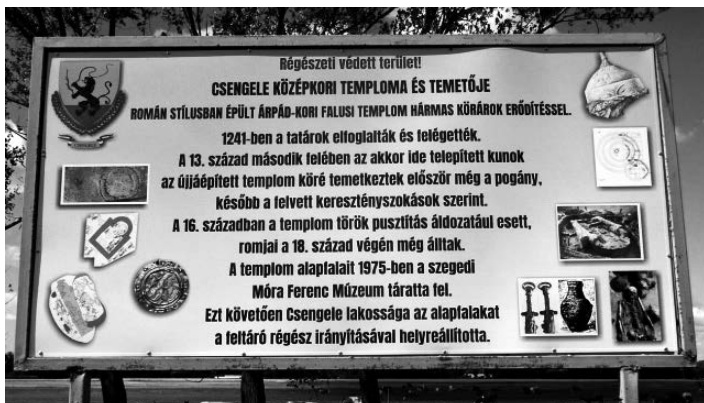 Régészeti védett terület!
CSENGELE KÖZÉPKORI TEMPLOMA ÉS TEMETŐJE
ROMÁN STÍLUSBAN ÉPÜLT ÁRPÁD-KORI FALUSI TEMPLOM HÁRMAS KÖRÁROK ERŐDÍTÉSSEL.
1241-ben a tatárok elfoglalták és felégették.
A 13. század második felében az akkor ide telepített kunok
az újjáépített templom köré temetkeztek először még a pogány,
később a felvett keresztényszokások szerint.
A 16. században a templom török pusztítás áldozatául esett,
romjai a 18. század végén még álltak.
A templom alapfalait 1975-ben a szegedi
Móra Ferenc Múzeum táratta fel.
Ezt követően Csengele lakossága az alapfalakat
a feltáró régész irányításával helyreállította.